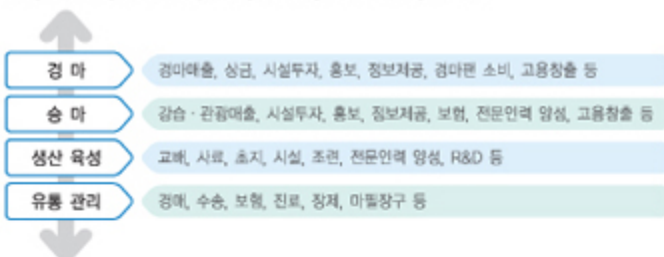 경 마
경마매출, 상금, 시설투자, 홍보, 정보제공, 경마팬 소비, 고용창출 등
승 마
강습 · 관광매출, 시설투자, 홍보, 정보제공, 보험, 전문인력 양성, 고용창출 등
생산 육성
교배, 사료, 초지, 시설, 조련, 전문인력 양성, R&D 등
유통 관리
경매, 수송, 보험, 진료, 장제, 마필장구 등